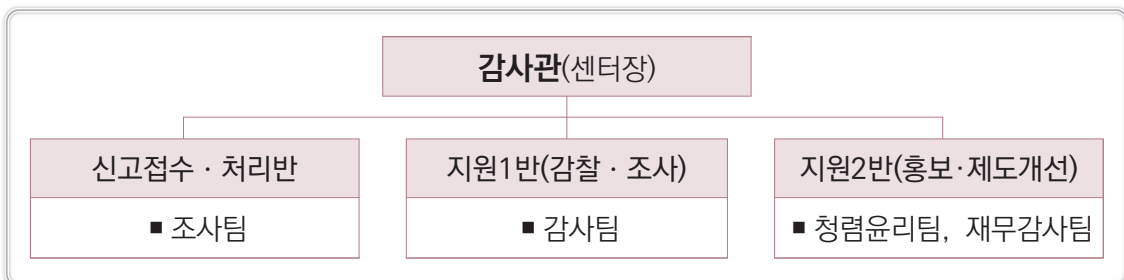 감사관(센터장)
신고접수 · 처리반
■ 조사팀
지원1반(감찰 · 조사)
■ 감사팀
지원2반(홍보·제도개선)
■ 청렴윤리팀, 재무감사팀